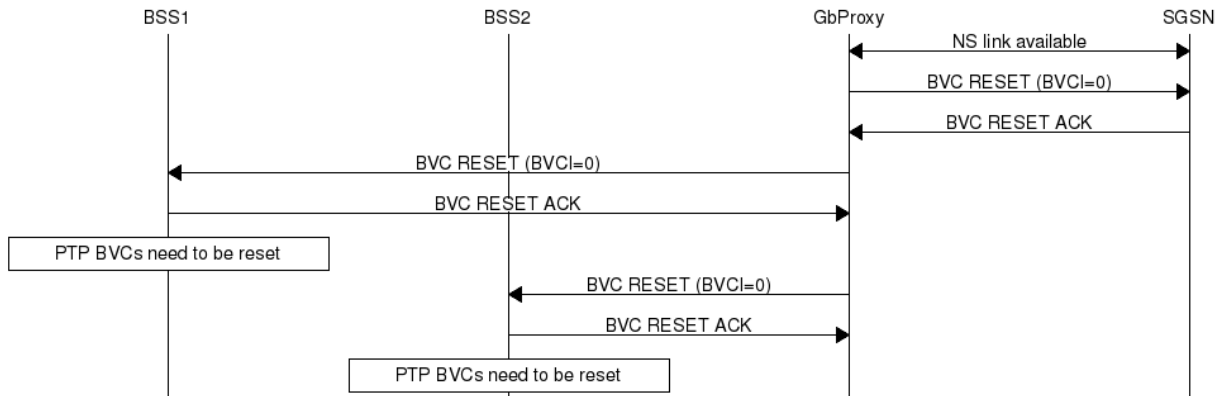 BSS1 BSS2 GbProxy SGSN
NS link available
BVC RESET (BVCI=0)
BVC RESET ACK
BVC RESET (BVCI=0)
BVC RESET ACK
PTP BVCs need to be reset
BVC RESET (BVCI=0)
BVC RESET ACK
PTP BVCs need to be reset